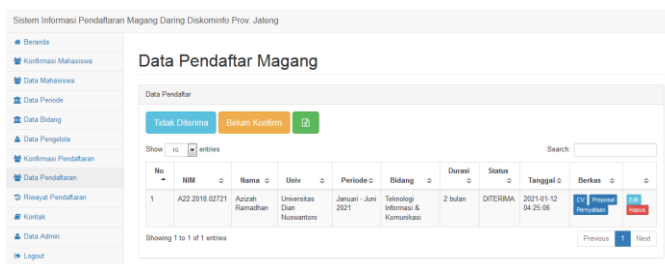 Sistem Informasi Pendaftaran Magang Daring Diskominfo Prov. Jateng
Beranda
Konfirmasi Mahasiswa
Data Mahasiswa
Data Periode
Data Bidang
Data Pengelola
Konfirmasi Pendaftaran
Data Pendaftaran
Riwayat Pendaftaran
Kontak
Data Admin
Logout
Data Pendaftar Magang
Data Pendaftar
Tidak Diterima Belum Konfirm
Show 10 entries Search:
No NIM Nama Univ Periode Bidang Durasi Status Tanggal Berkas
1 A22.2018.02721 Azizah Universitas Januari - Juni Teknologi 2 bulan DITERIMA 2021-01-12 CV Proposal Edit
Ramadhan Dian 2021 Informasi & 04:25:06 Pernyataan Hapus
Nuswantoro Komunikasi
Showing 1 to 1 of 1 entries Previous 1 Next